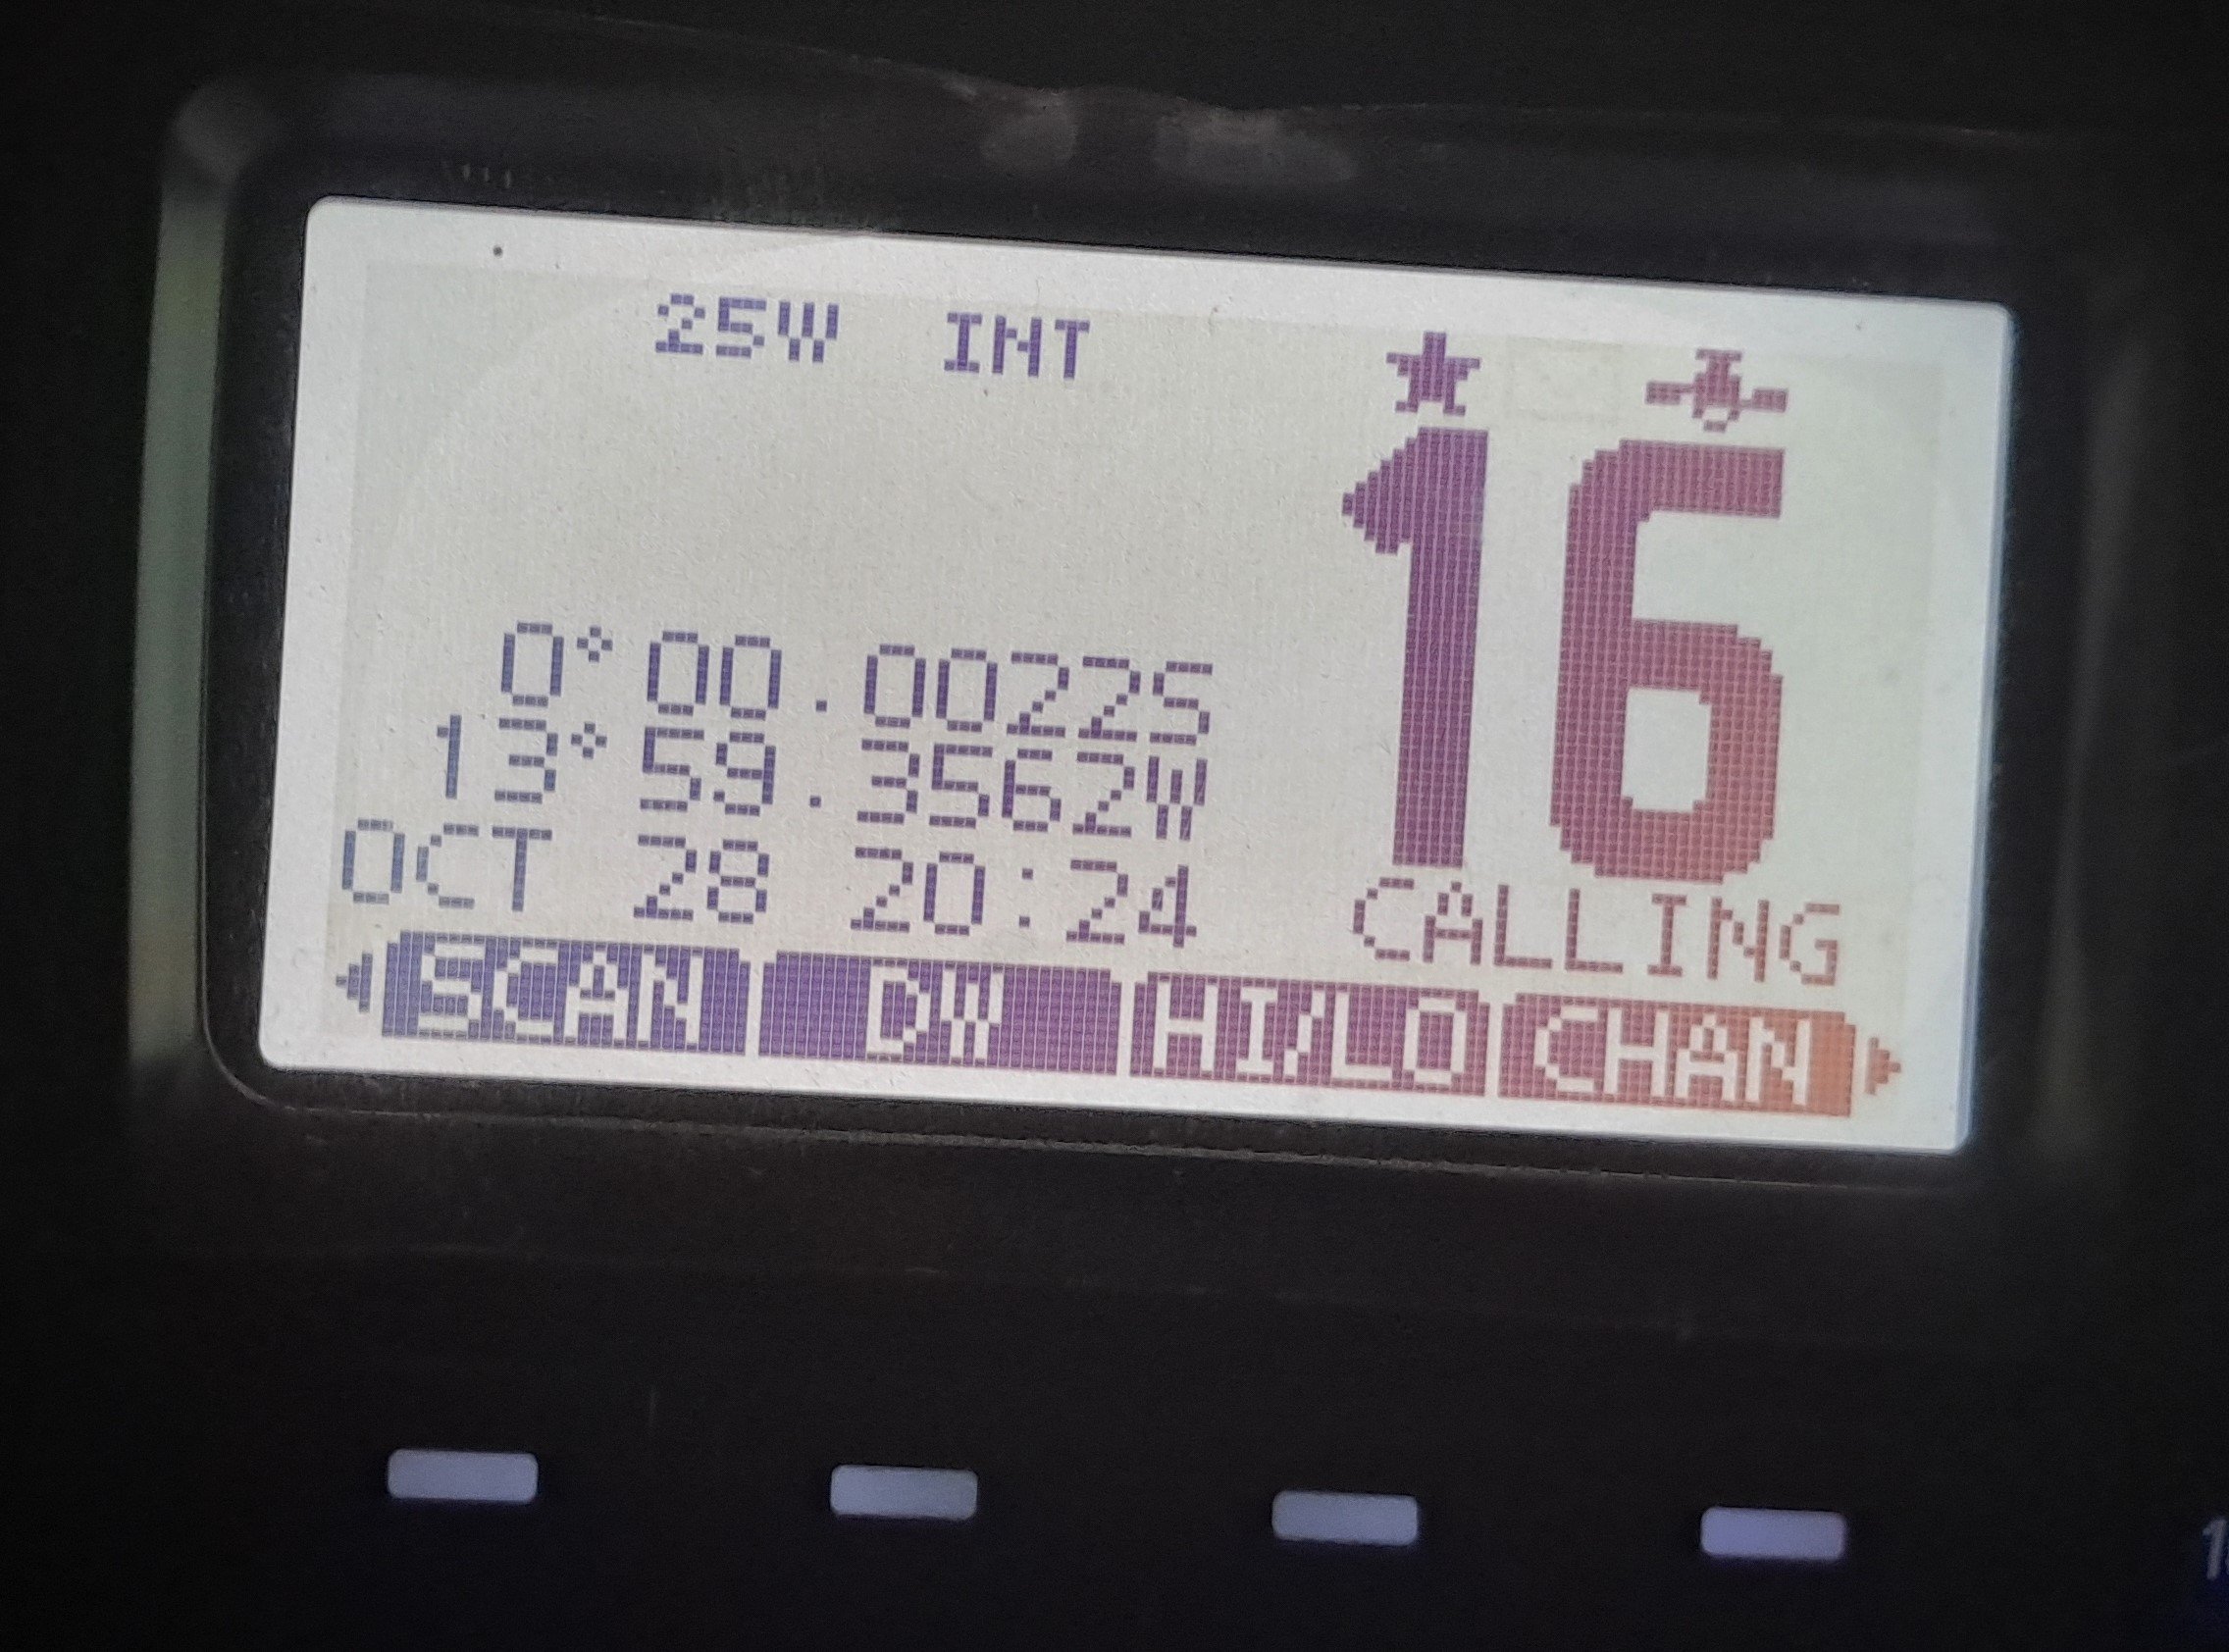 25W INT
16
0°00.0022S
13°59.3562W
OCT 28 20:24
CALLING
SCAN DW HI/LO CHAN